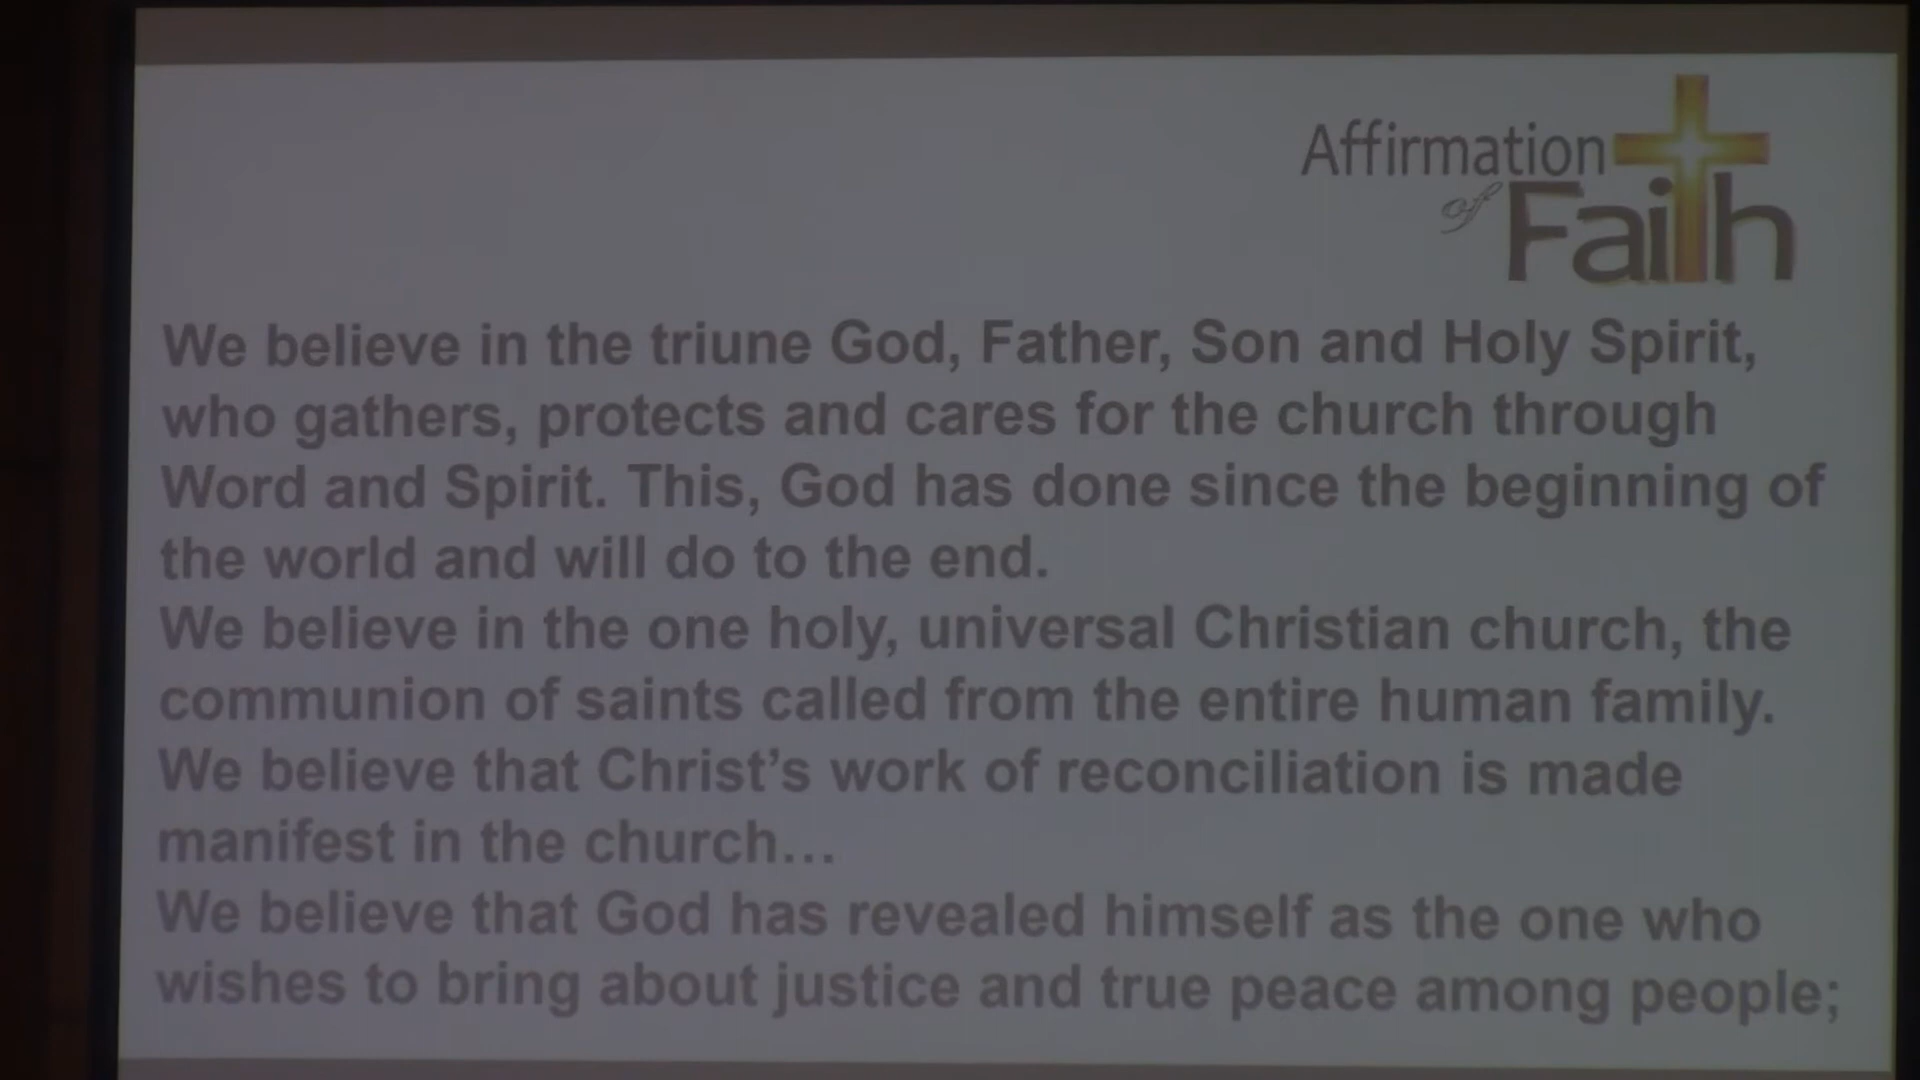 Affirmation
of Faith
We believe in the triune God, Father, Son and Holy Spirit,
who gathers, protects and cares for the church through
Word and Spirit. This, God has done since the beginning of
the world and will do to the end.
We believe in the one holy, universal Christian church, the
communion of saints called from the entire human family.
We believe that Christ’s work of reconciliation is made
manifest in the church…
We believe that God has revealed himself as the one who
wishes to bring about justice and true peace among people;